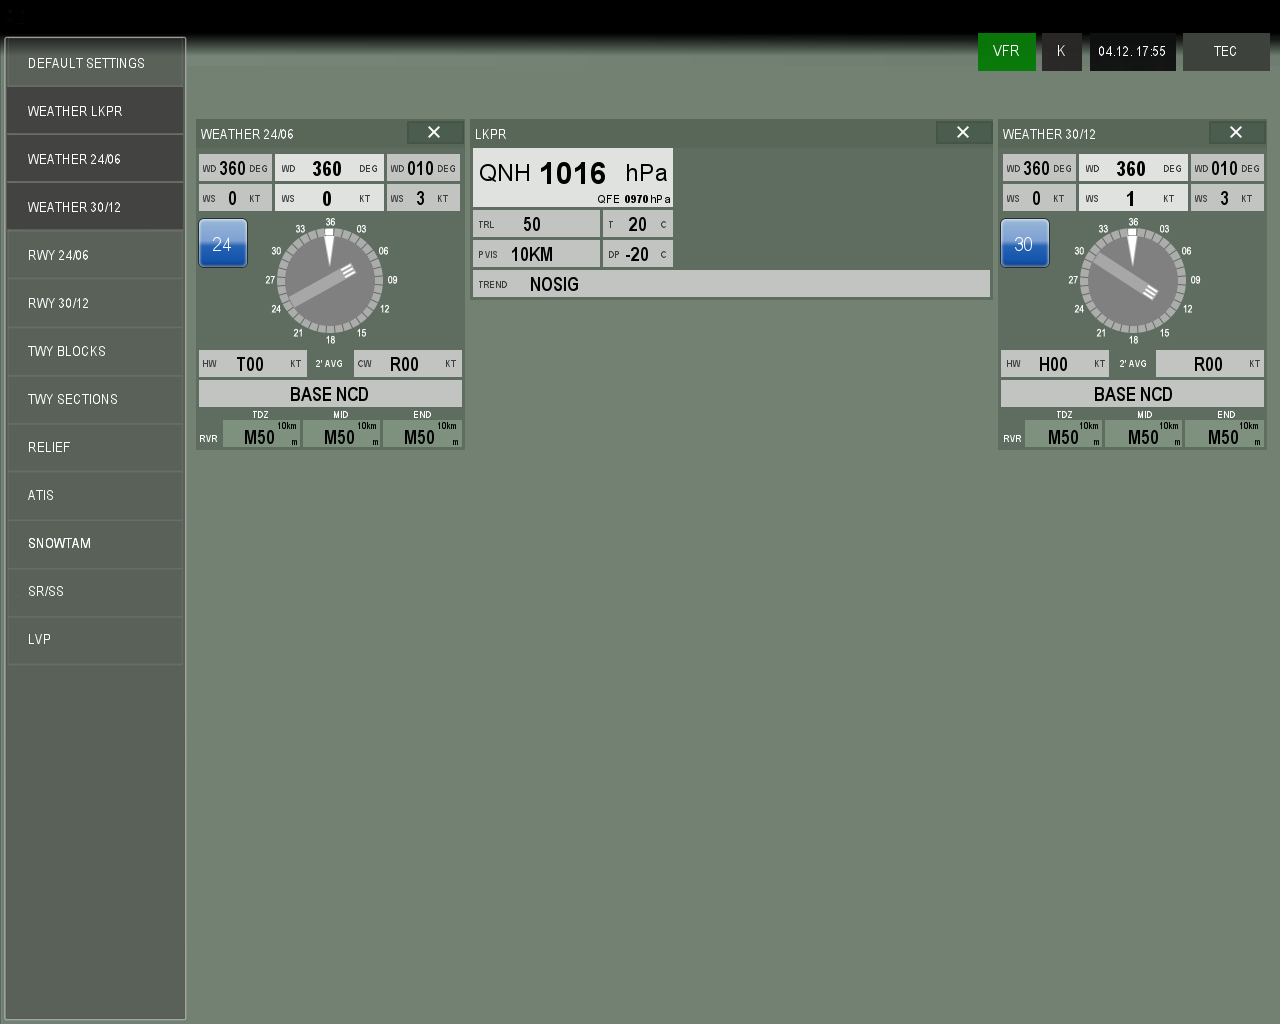 VFR K 04.12. 17:55 TEC
DEFAULT SETTINGS
WEATHER LKPR
WEATHER 24/06
WEATHER 30/12
RWY 24/06
RWY 30/12
TWY BLOCKS
TWY SECTIONS
RELIEF
ATIS
SNOWTAM
SR/SS
LVP
WEATHER 24/06
WD 360 DEG WD 360 DEG WD 010 DEG
WS 0 KT WS 0 KT WS 3 KT
24
36
33 03
30 06
27 09
24 12
21 15
18
HW T00 KT 2' AVG CW R00 KT
BASE NCD
TDZ MID END
RVR M50 10km m M50 10km m M50 10km m
LKPR
QNH 1016 hPa
QFE 0970 hPa
TRL 50 T 20 C
PVIS 10KM DP -20 C
TREND NOSIG
WEATHER 30/12
WD 360 DEG WD 360 DEG WD 010 DEG
WS 0 KT WS 1 KT WS 3 KT
30
36
33 03
30 06
27 09
24 12
21 15
18
HW H00 KT 2' AVG R00 KT
BASE NCD
TDZ MID END
RVR M50 10km m M50 10km m M50 10km m